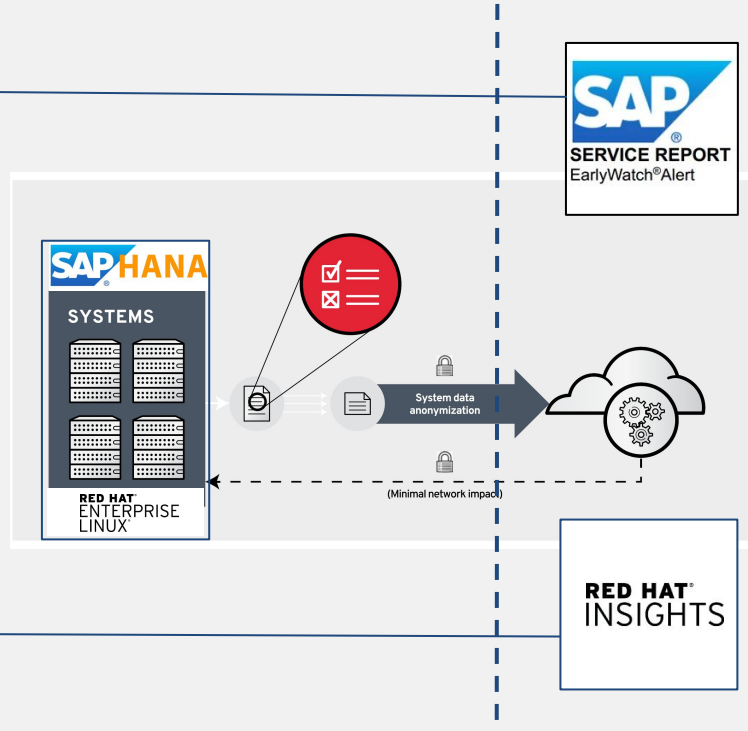 SAP
®
SERVICE REPORT
EarlyWatch®Alert
SAP HANA
®
SYSTEMS
System data
anonymization
(Minimal network impact)
RED HAT®
ENTERPRISE
LINUX®
RED HAT®
INSIGHTS